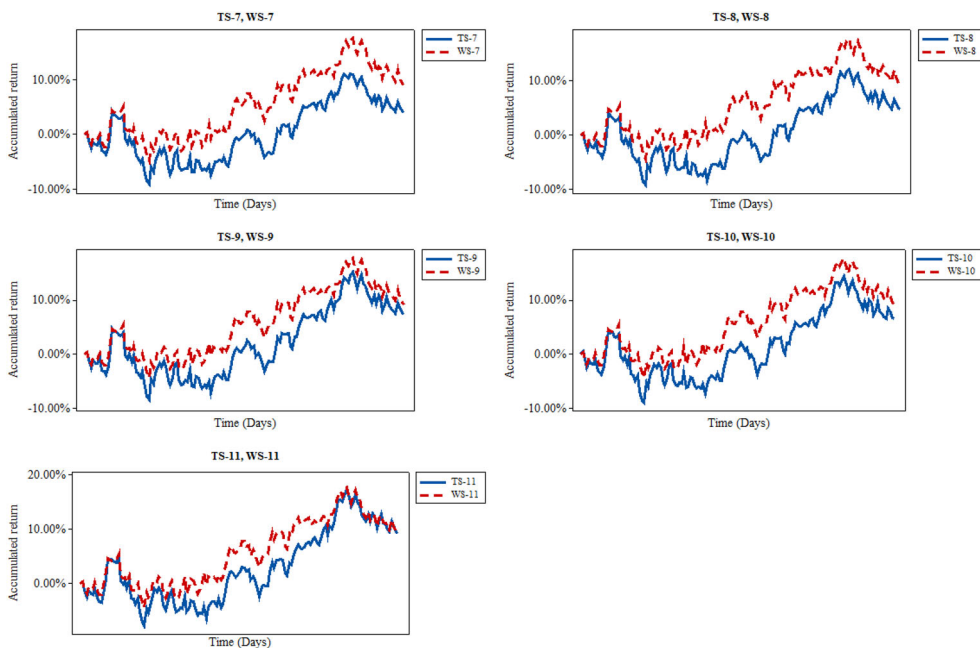 TS-7, WS-7
10.00%
0.00%
-10.00%
Accumulated return
Time (Days)
TS-7
WS-7
TS-8, WS-8
10.00%
0.00%
-10.00%
Accumulated return
Time (Days)
TS-8
WS-8
TS-9, WS-9
10.00%
0.00%
-10.00%
Accumulated return
Time (Days)
TS-9
WS-9
TS-10, WS-10
10.00%
0.00%
-10.00%
Accumulated return
Time (Days)
TS-10
WS-10
TS-11, WS-11
20.00%
10.00%
0.00%
Accumulated return
Time (Days)
TS-11
WS-11